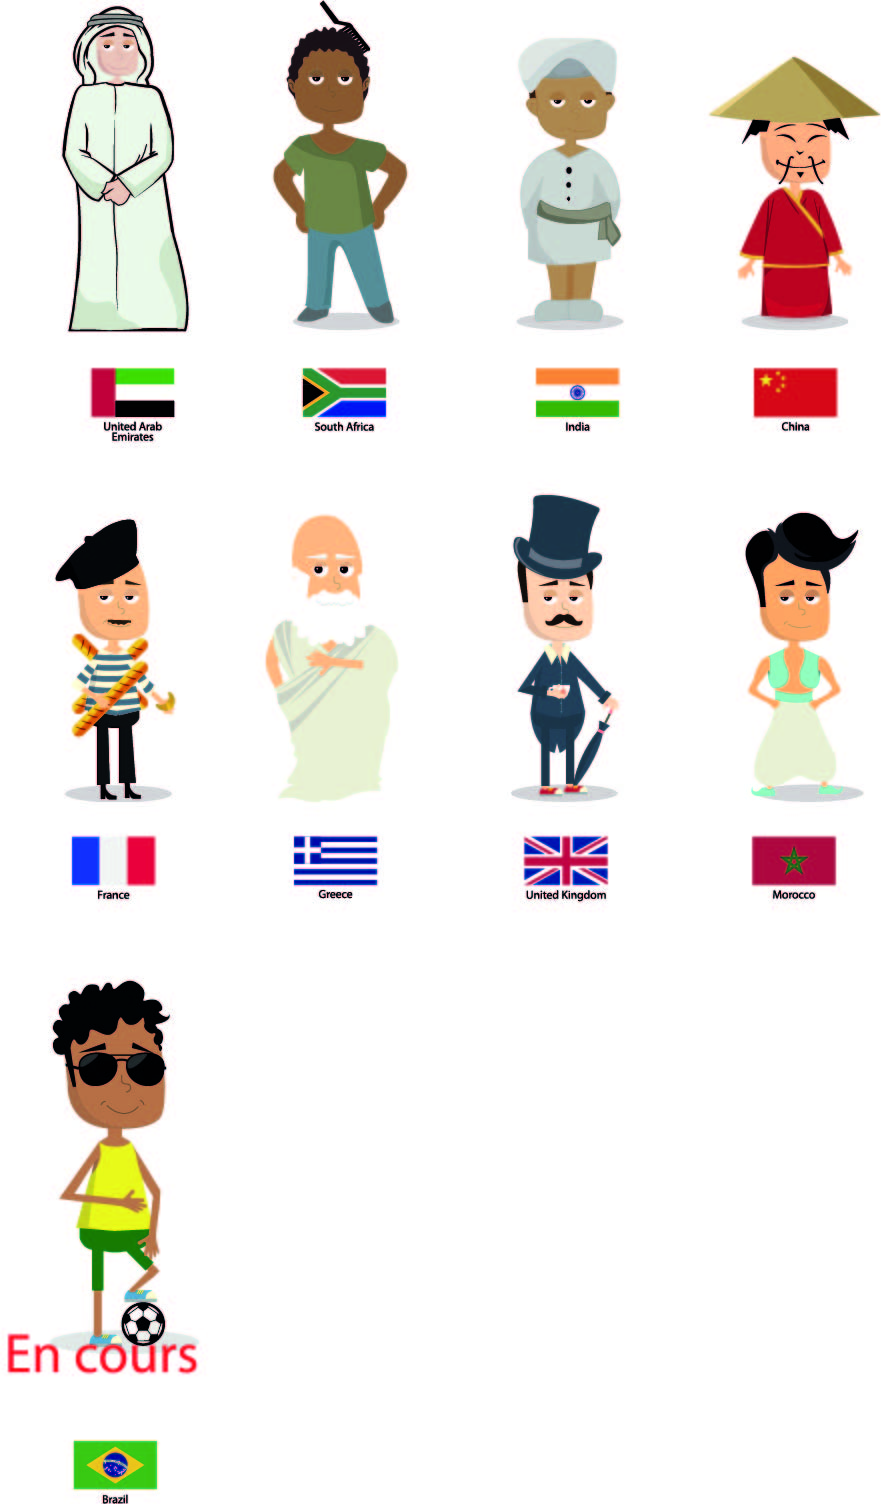 United Arab
Emirates
South Africa
India
China
France
Greece
United Kingdom
Morocco
En cours
Brazil